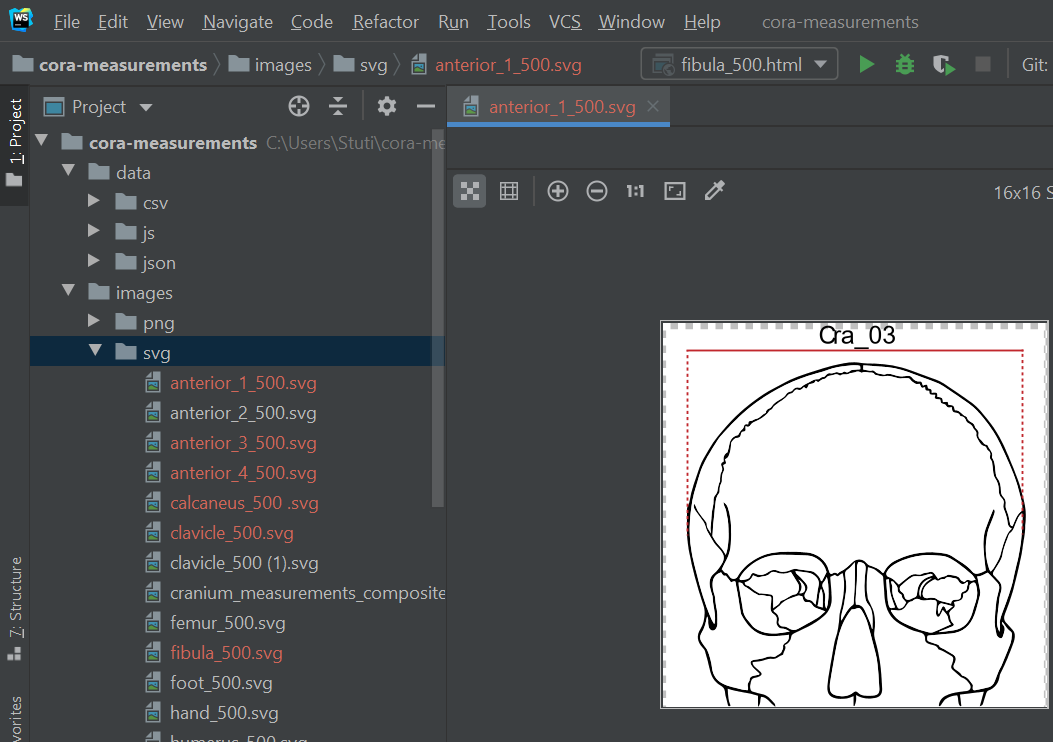 WS File Edit View Navigate Code Refactor Run Tools VCS Window Help cora-measurements
cora-measurements images svg anterior_1_500.svg fibula_500.html Git:
1: Project
Project
anterior_1_500.svg
cora-measurements C:\Users\Stuti\cora-me
data
csv
js
json
images
png
svg
anterior_1_500.svg
anterior_2_500.svg
anterior_3_500.svg
anterior_4_500.svg
calcaneus_500 .svg
clavicle_500.svg
clavicle_500 (1).svg
cranium_measurements_composite
femur_500.svg
fibula_500.svg
foot_500.svg
hand_500.svg
humerus_500.svg
7: Structure
vorites
1:1
16x16 S
Cra_03